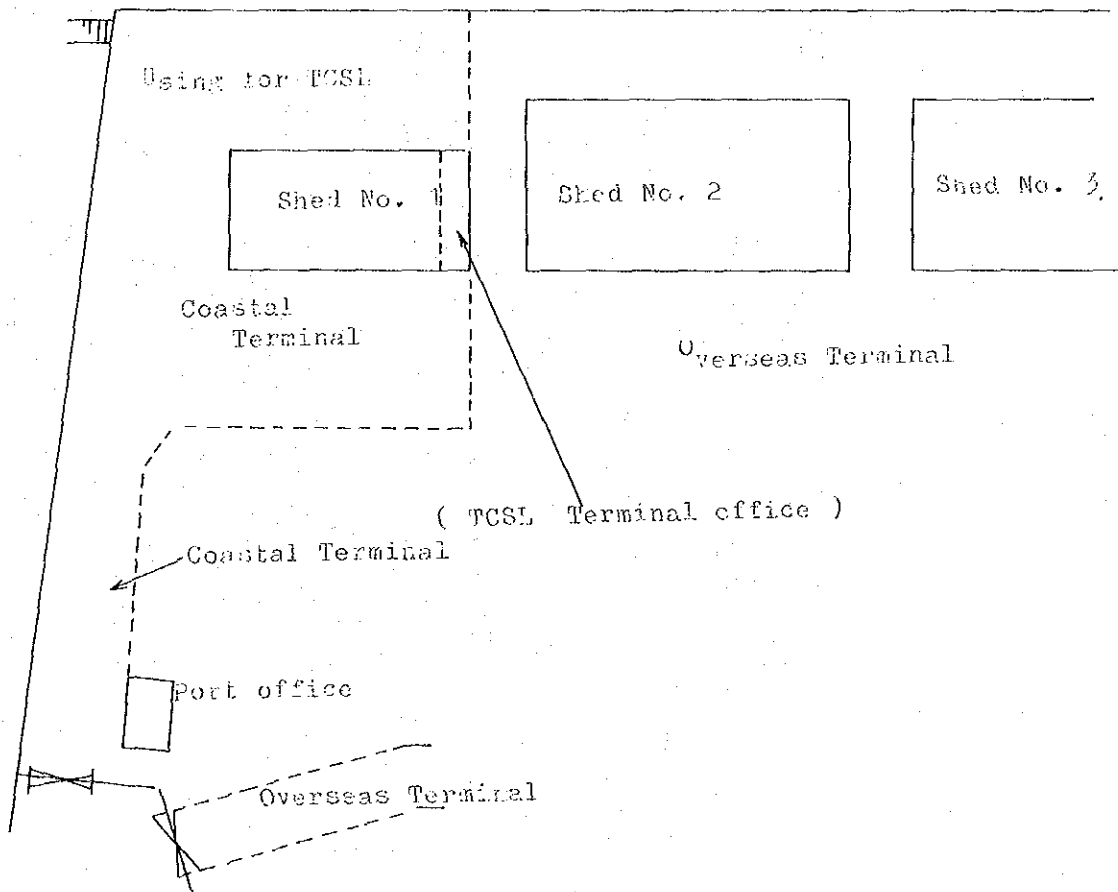 Using for TCSL
Shed No. 1
Shed No. 2
Shed No. 3.
Coastal
Terminal
Overseas Terminal
( TCSL Terminal office )
Coastal Terminal
Port office
Overseas Terminal